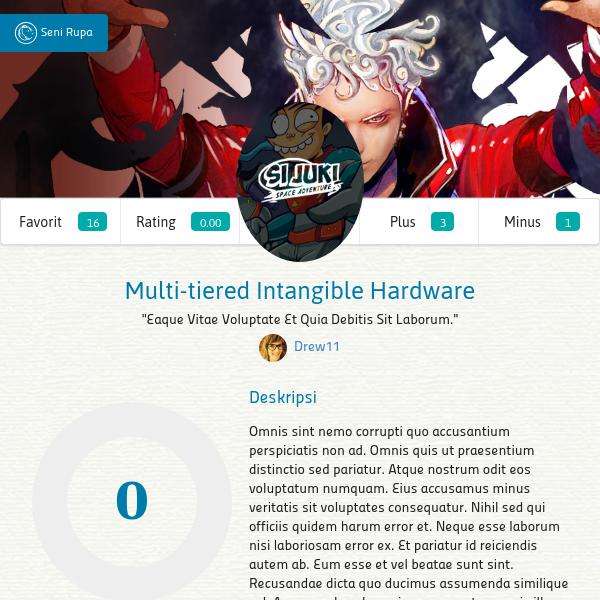 Seni Rupa
SI JUKI
SPACE ADVENTURE
Favorit 16
Rating 0.00
Plus 3
Minus 1
Multi-tiered Intangible Hardware
"Eaque Vitae Voluptate Et Quia Debitis Sit Laborum."
Drew11
Deskripsi
0
Omnis sint nemo corrupti quo accusantium
perspiciatis non ad. Omnis quis ut praesentium
distinctio sed pariatur. Atque nostrum odit eos
voluptatum numquam. Eius accusamus minus
veritatis sit voluptates consequatur. Nihil sed qui
officiis quidem harum error et. Neque esse laborum
nisi laboriosam error ex. Et pariatur id reiciendis
autem ab. Eum esse et vel beatae sunt sint.
Recusandae dicta quo ducimus assumenda similique